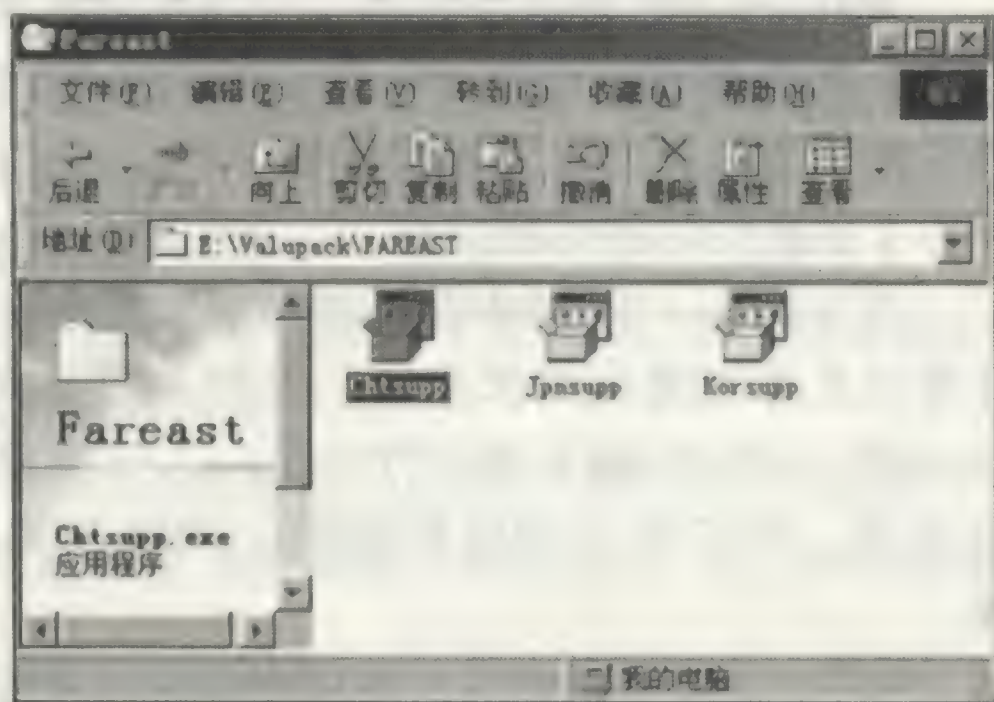 Fareast
文件(F) 编辑(E) 查看(V) 转到(G) 收藏(A) 帮助(H)
后退 向上 剪切 复制 粘贴 撤消 删除 属性 查看
地址(D) E:\Valupack\FAREAST
Chtsupp Jpnsupp Korsupp
Fareast
Chtsupp.exe
应用程序
我的电脑